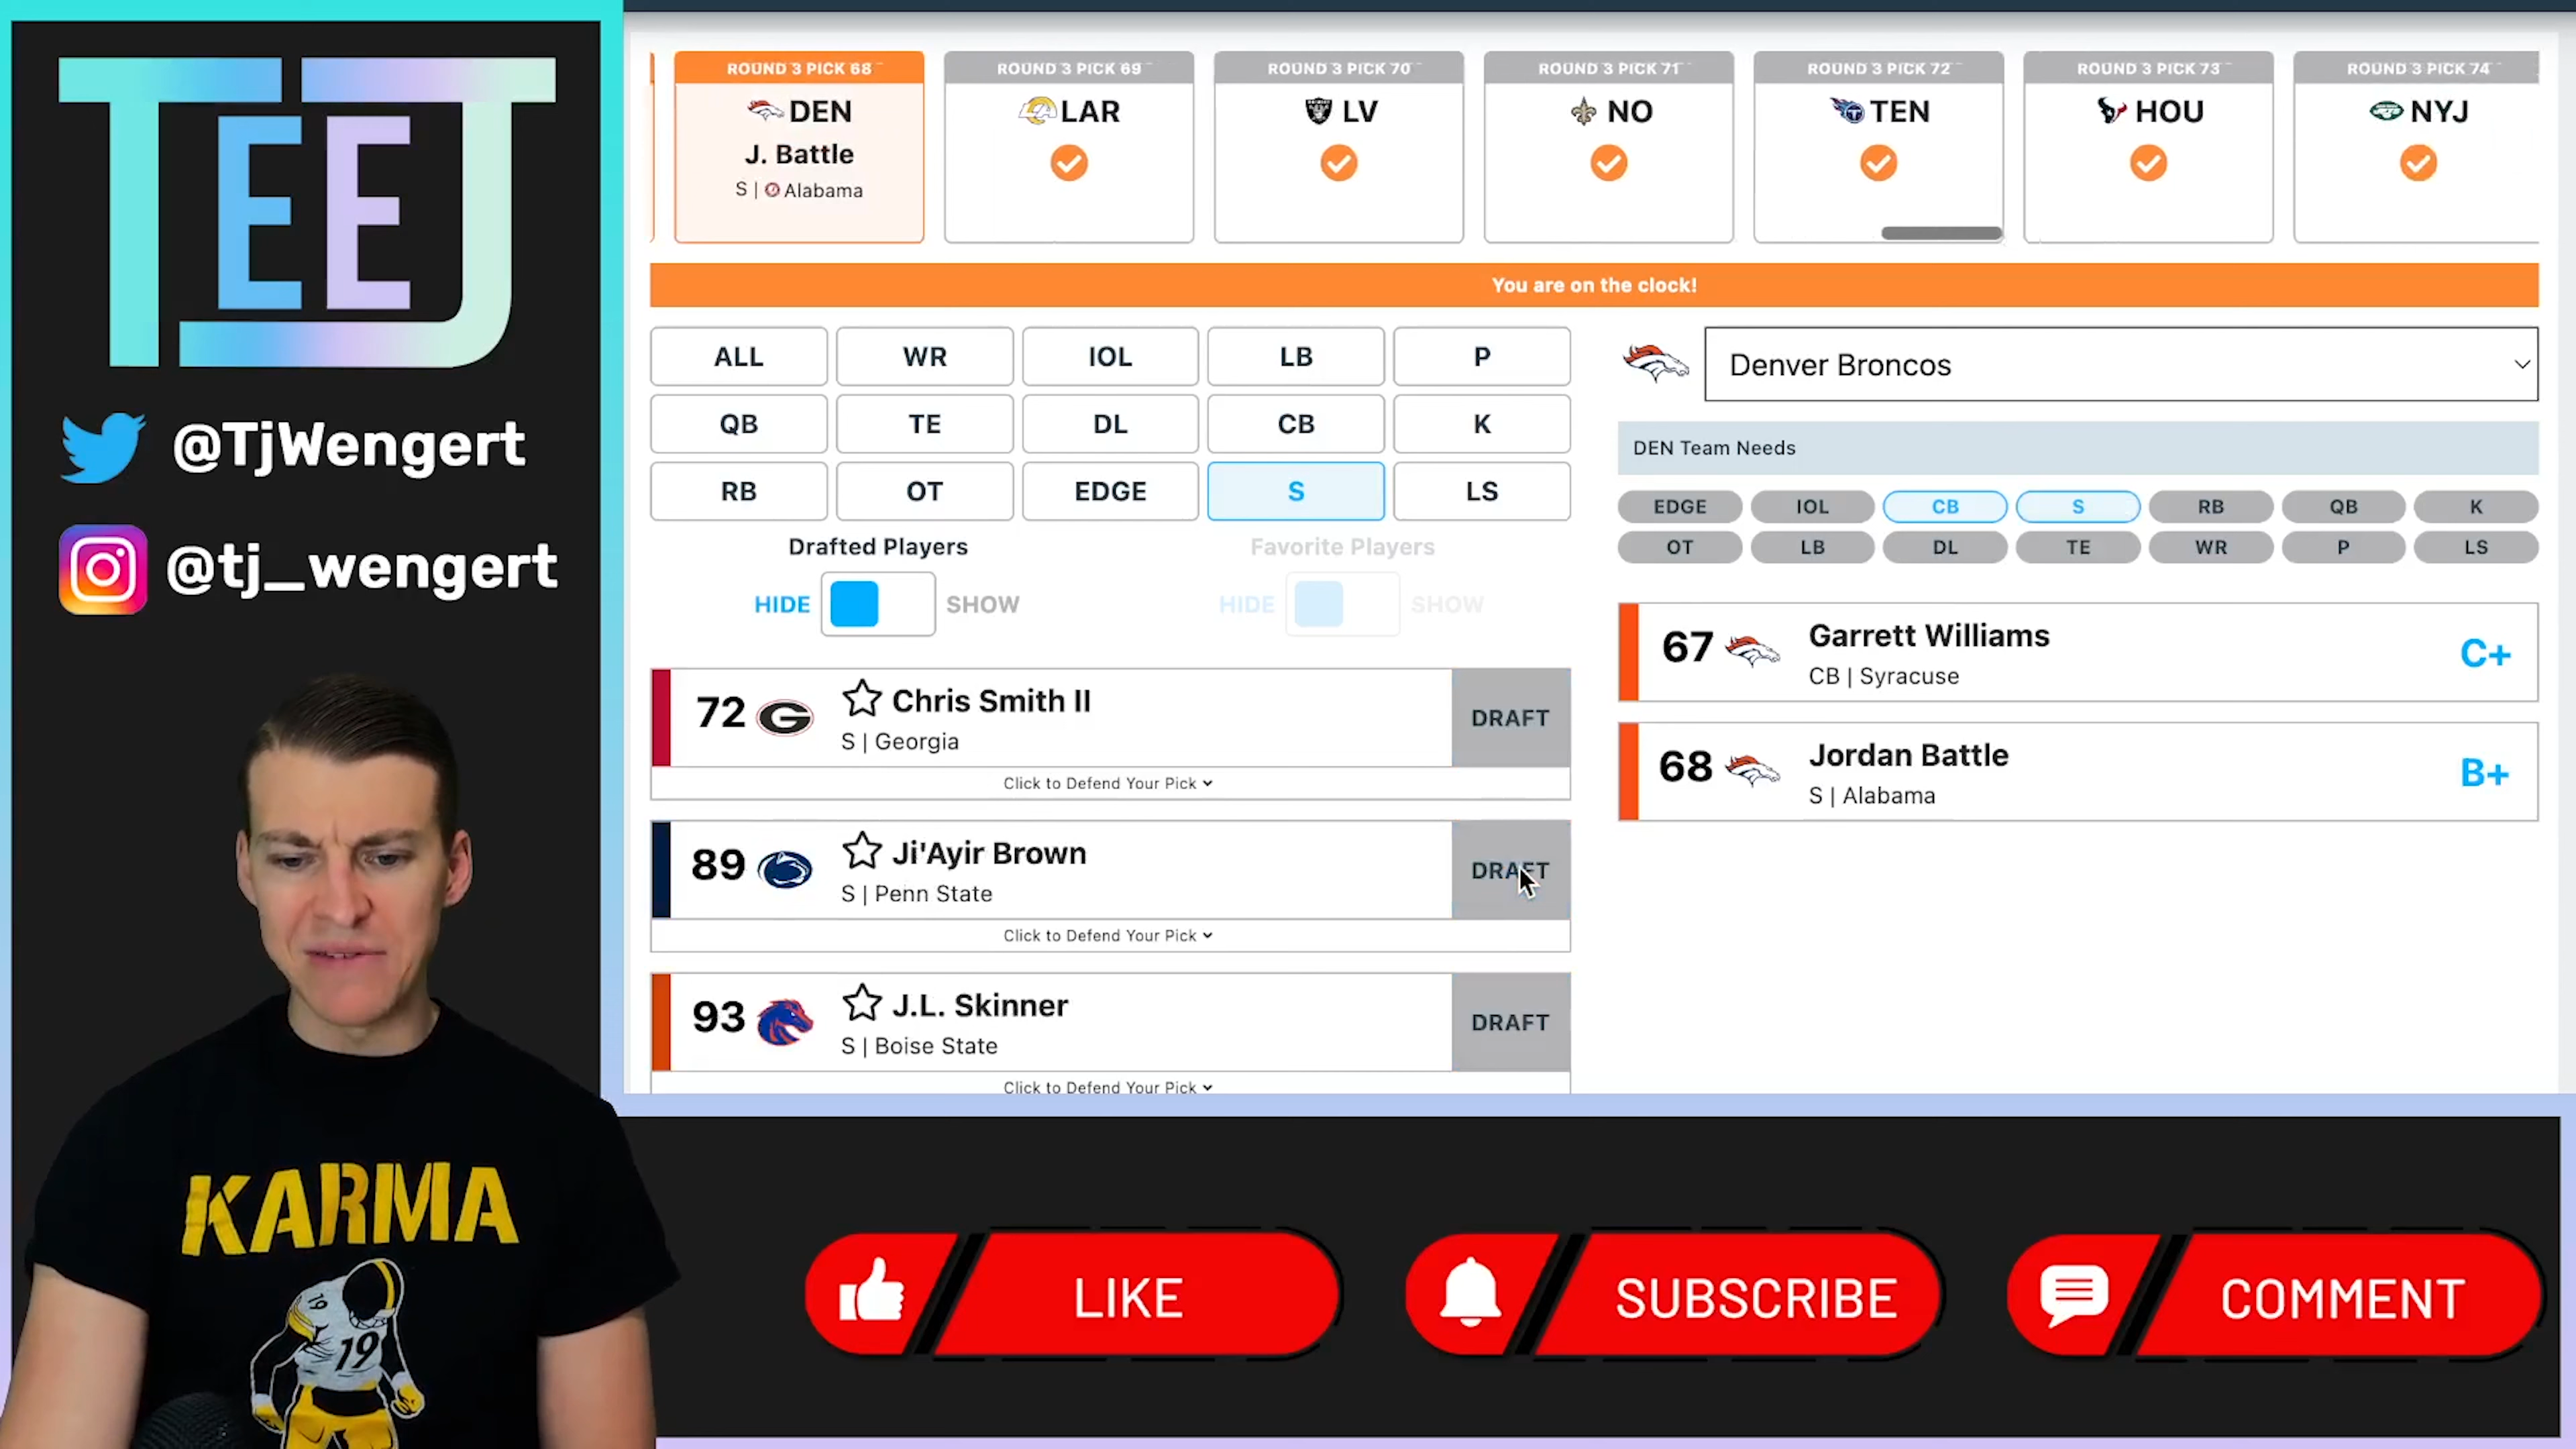 TEEJ
@TjWengert
@tj_wengert
KARMA
19
19
ROUND 3 PICK 68
DEN
J. Battle
S | Alabama
ROUND 3 PICK 69
LAR
ROUND 3 PICK 70
LV
ROUND 3 PICK 71
NO
ROUND 3 PICK 72
TEN
ROUND 3 PICK 73
HOU
ROUND 3 PICK 74
NYJ
You are on the clock!
ALL WR IOL LB P
QB TE DL CB K
RB OT EDGE S LS
Drafted Players
HIDE SHOW
Favorite Players
HIDE SHOW
72 G Chris Smith II
S | Georgia
DRAFT
Click to Defend Your Pick
89 Ji'Ayir Brown
S | Penn State
DRAFT
Click to Defend Your Pick
93 J.L. Skinner
S | Boise State
DRAFT
Click to Defend Your Pick
Denver Broncos
DEN Team Needs
EDGE IOL CB S RB QB K
OT LB DL TE WR P LS
67 Garrett Williams
CB | Syracuse
C+
68 Jordan Battle
S | Alabama
B+
LIKE
SUBSCRIBE
COMMENT